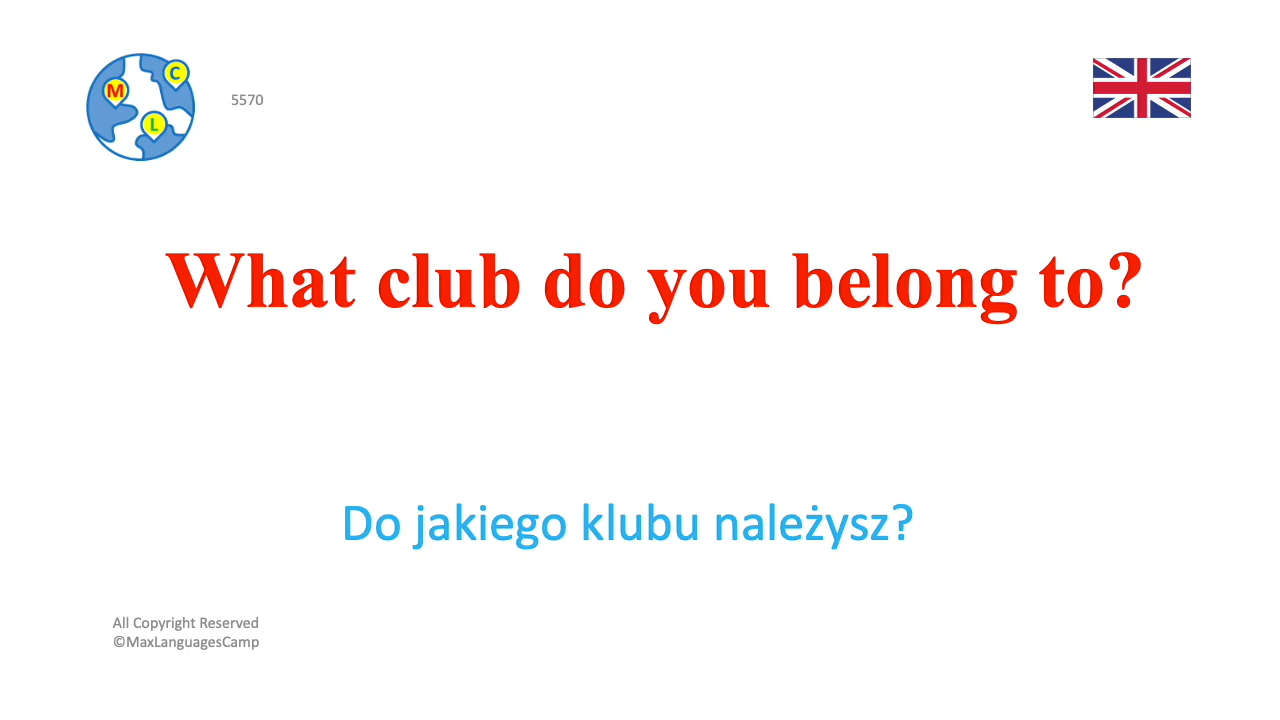 M
C
L
5570
What club do you belong to?
Do jakiego klubu należysz?
All Copyright Reserved
©MaxLanguagesCamp